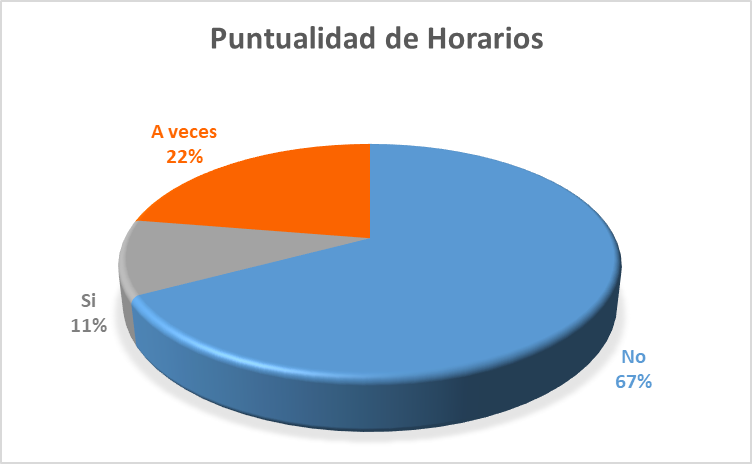 Puntualidad de Horarios
A veces
22%
Si
11%
No
67%